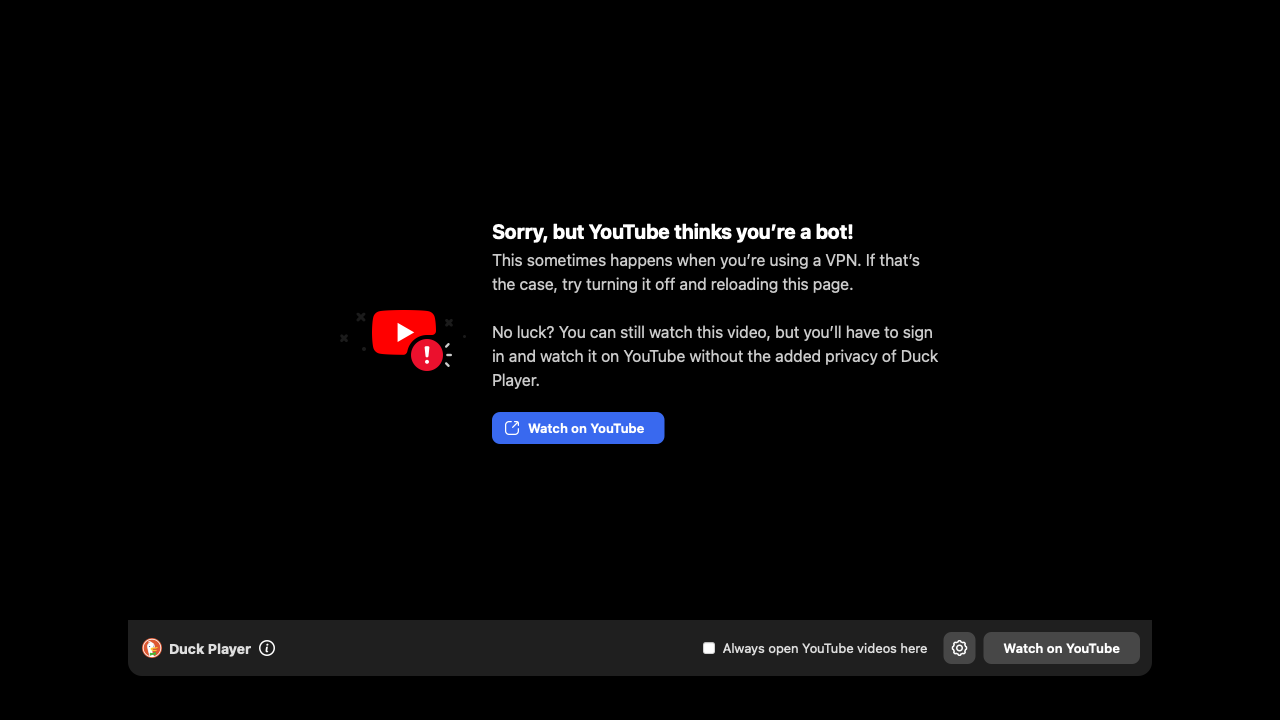 Sorry, but YouTube thinks you’re a bot!
This sometimes happens when you’re using a VPN. If that’s
the case, try turning it off and reloading this page.
No luck? You can still watch this video, but you’ll have to sign
in and watch it on YouTube without the added privacy of Duck
Player.
Watch on YouTube
Duck Player
Always open YouTube videos here
Watch on YouTube